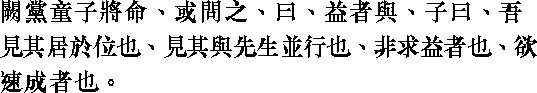 闕黨童子將命、或問之、曰、益者與、子曰、吾
見其居於位也、見其與先生並行也、非求益者也、欲
速成者也。